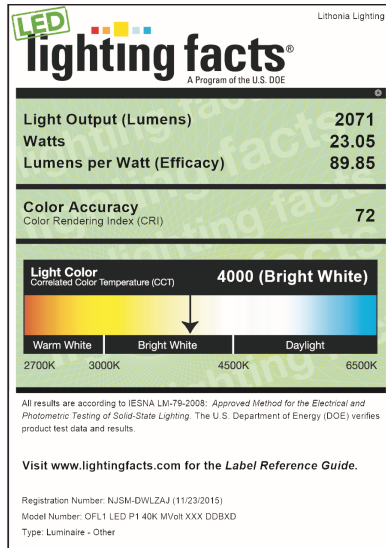 LED
Lithonia Lighting
lighting facts®
A Program of the U.S. DOE
Light Output (Lumens) 2071
Watts 23.05
Lumens per Watt (Efficacy) 89.85
Color Accuracy
Color Rendering Index (CRI) 72
Light Color
Correlated Color Temperature (CCT) 4000 (Bright White)
Warm White Bright White Daylight
2700K 3000K 4500K 6500K
All results are according to IESNA LM-79-2008: Approved Method for the Electrical and
Photometric Testing of Solid-State Lighting. The U.S. Department of Energy (DOE) verifies
product test data and results.
Visit www.lightingfacts.com for the Label Reference Guide.
Registration Number: NJSM-DWLZAJ (11/23/2015)
Model Number: OFL1 LED P1 40K MVolt XXX DDBXD
Type: Luminaire - Other